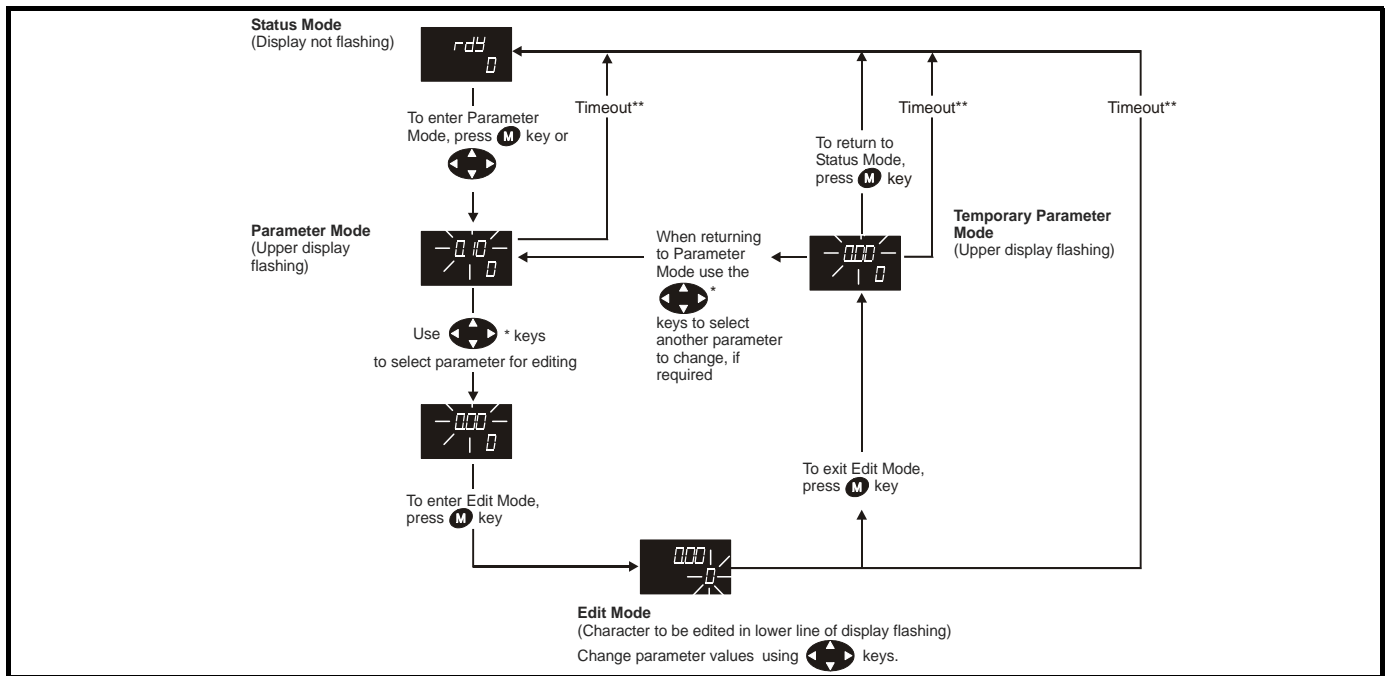 Status Mode
(Display not flashing)
rdy
0
Timeout**
Timeout**
Timeout**
To enter Parameter
Mode, press M key or
To return to
Status Mode,
press M key
Parameter Mode
(Upper display
flashing)
0.10
0
When returning
to Parameter
Mode use the
*
keys to select
another parameter
to change, if
required
0.00
0
Temporary Parameter
Mode
(Upper display flashing)
Use * keys
to select parameter for editing
0.00
0
To enter Edit Mode,
press M key
To exit Edit Mode,
press M key
0.00
0
Edit Mode
(Character to be edited in lower line of display flashing)
Change parameter values using keys.